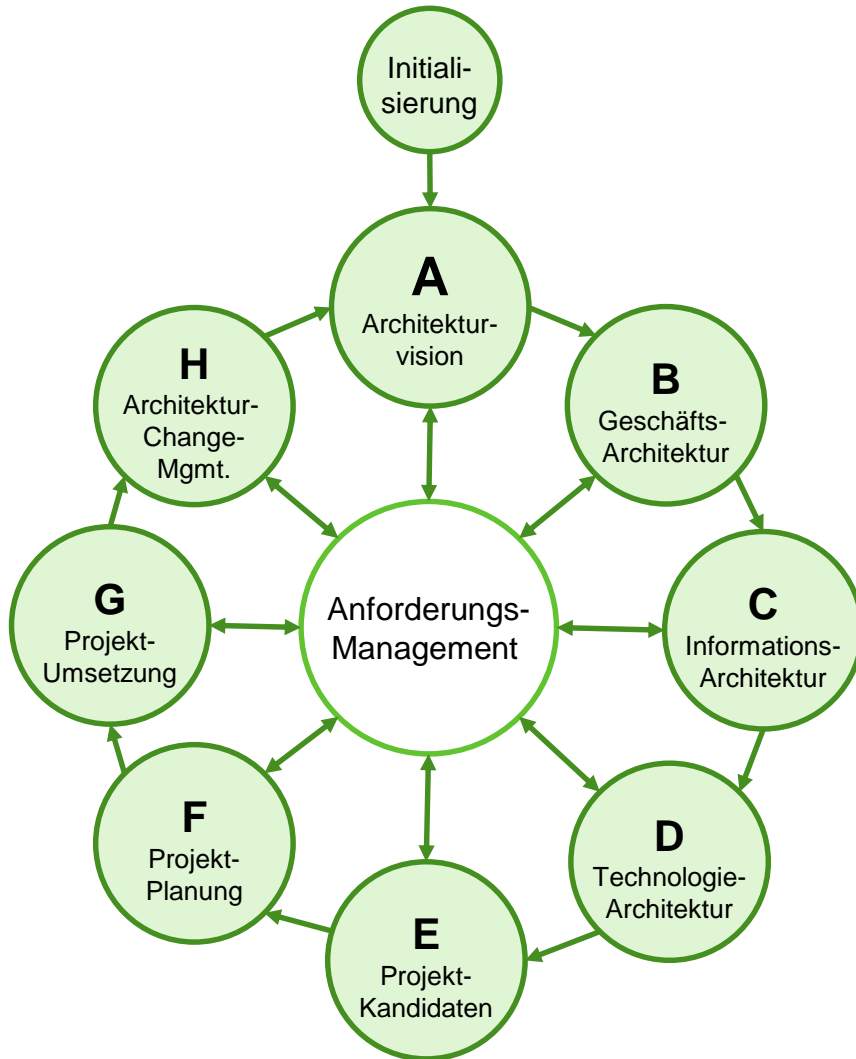 Initiali-
sierung
A
Architektur-
vision
B
Geschäfts-
Architektur
C
Informations-
Architektur
D
Technologie-
Architektur
E
Projekt-
Kandidaten
F
Projekt-
Planung
G
Projekt-
Umsetzung
H
Architektur-
Change-
Mgmt.
Anforderungs-
Management